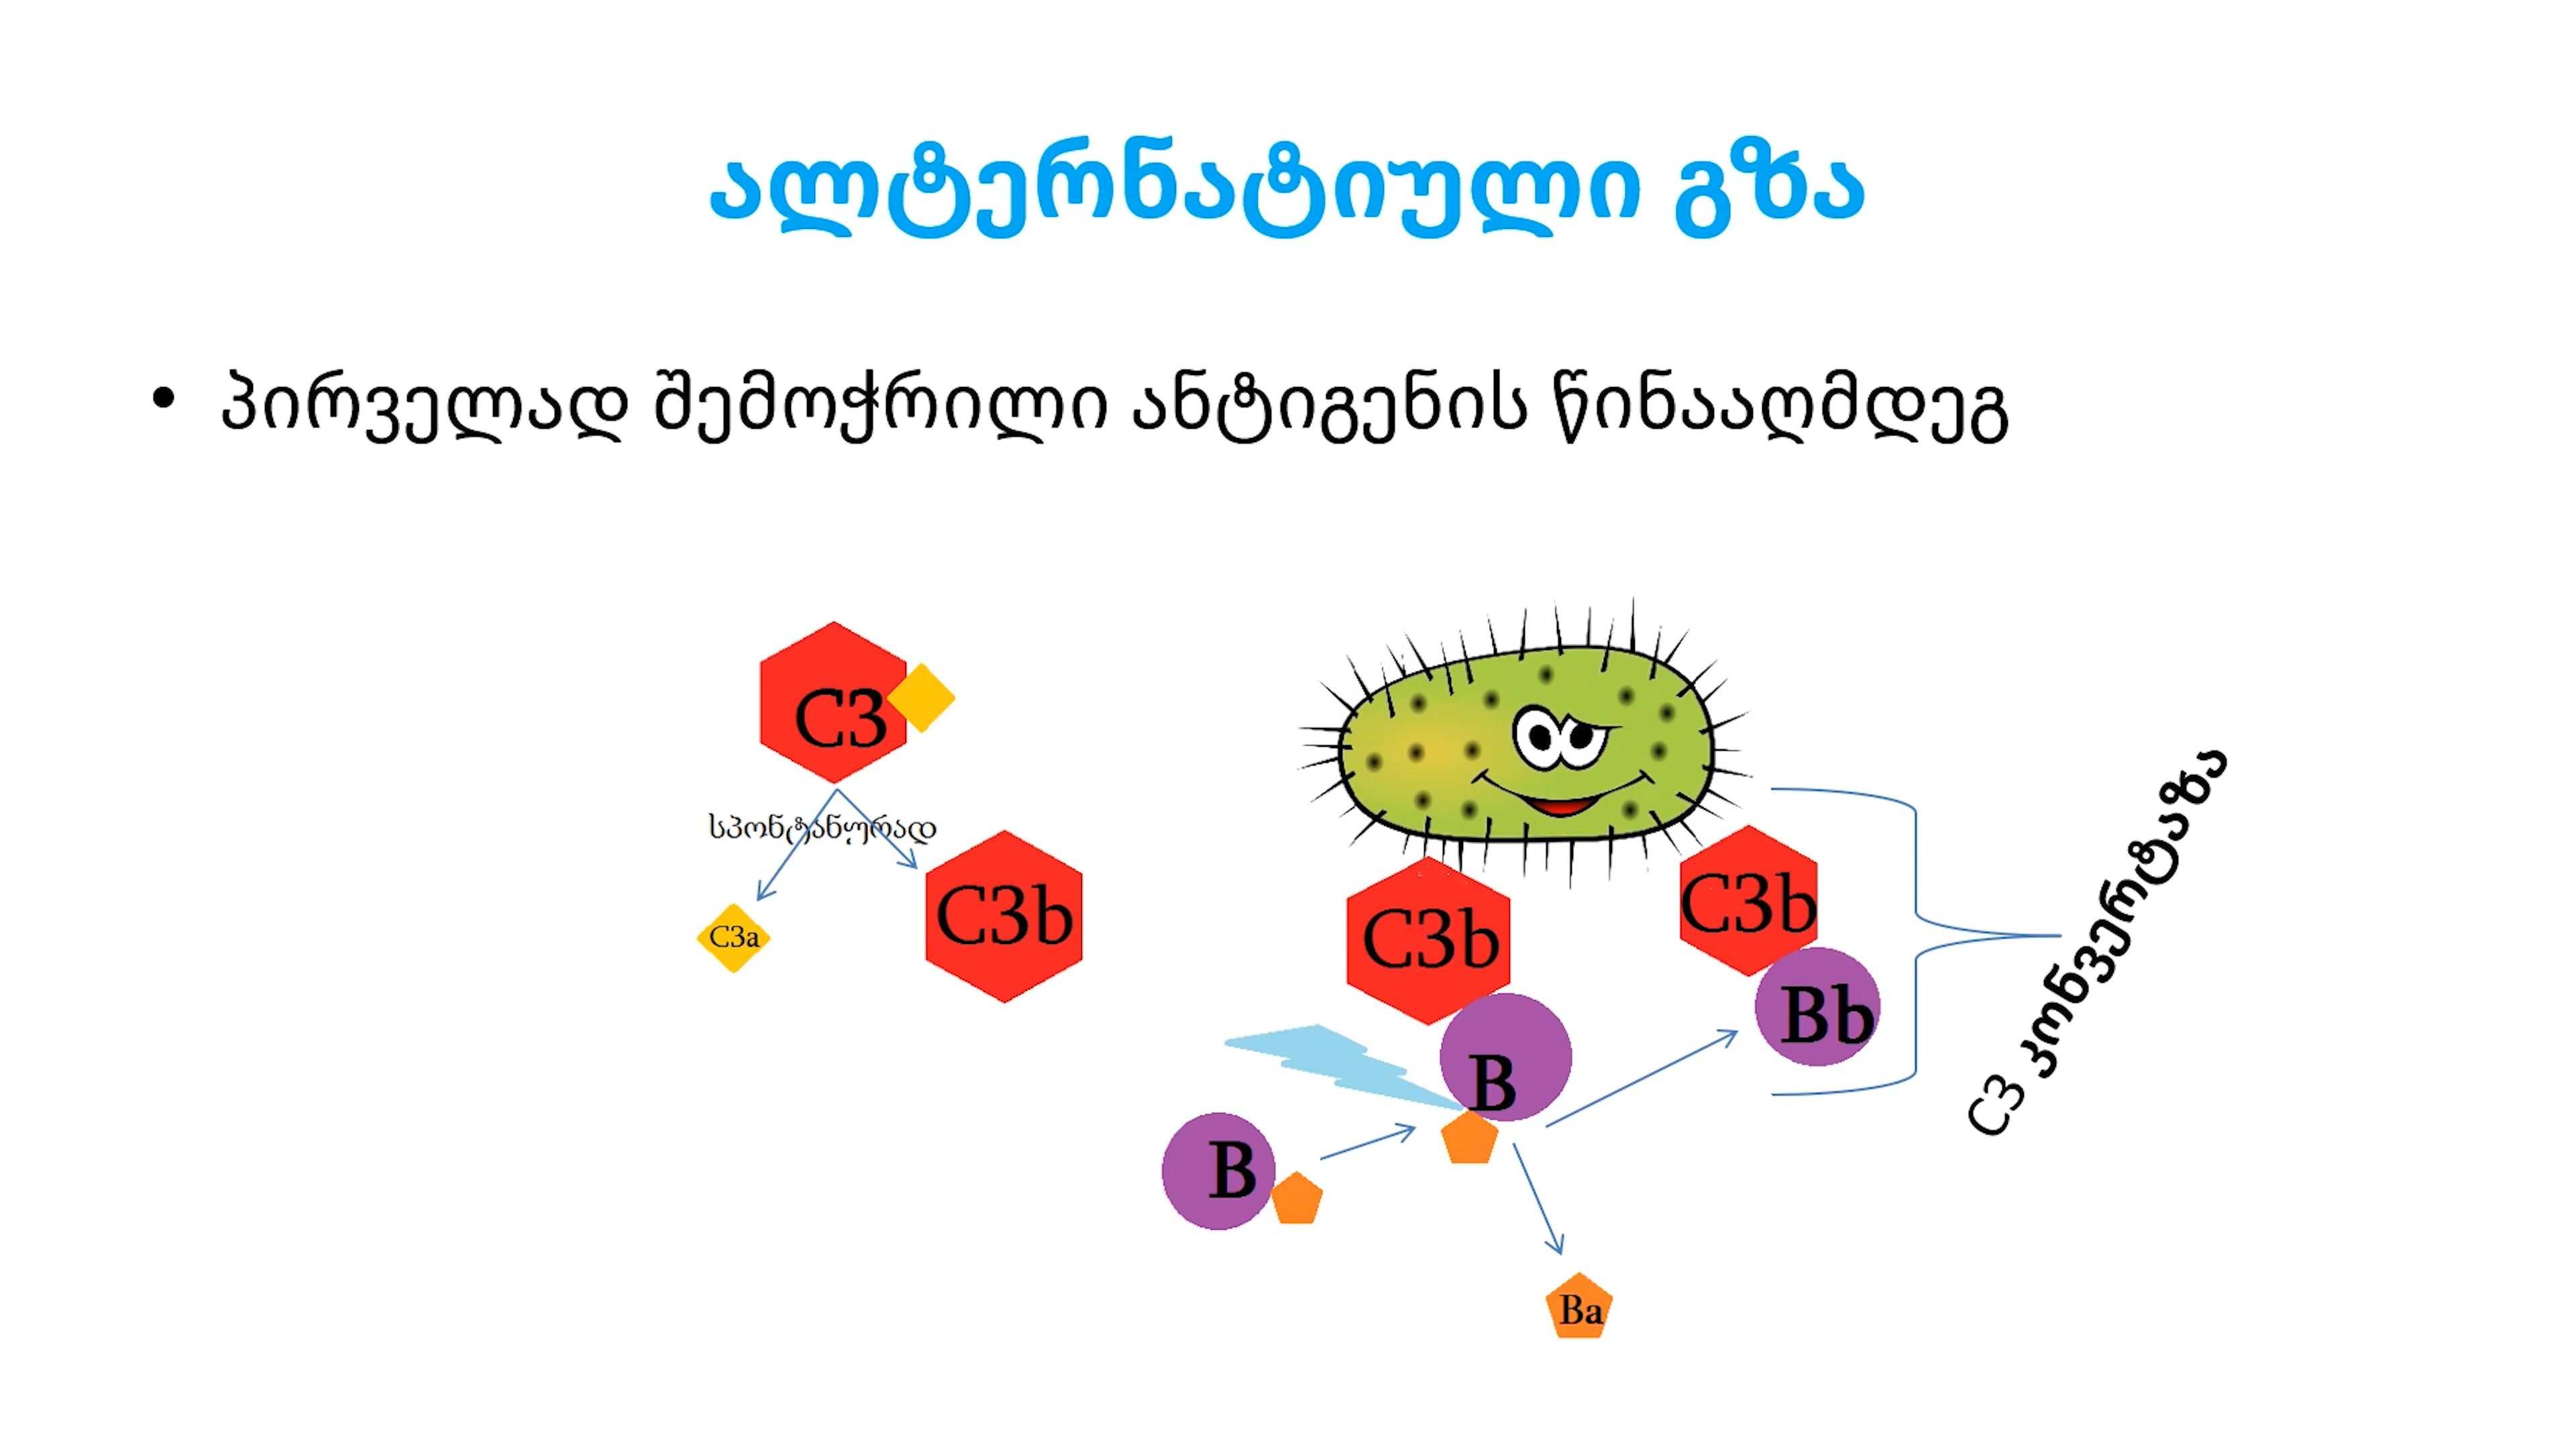 ალტერნატიული გზა
• პირველად შემოჭრილი ანტიგენის წინააღმდეგ
C3
სპონტანურად
C3a
C3b
C3b
B
B
Ba
C3b
Bb
C3 კონვერტაზა